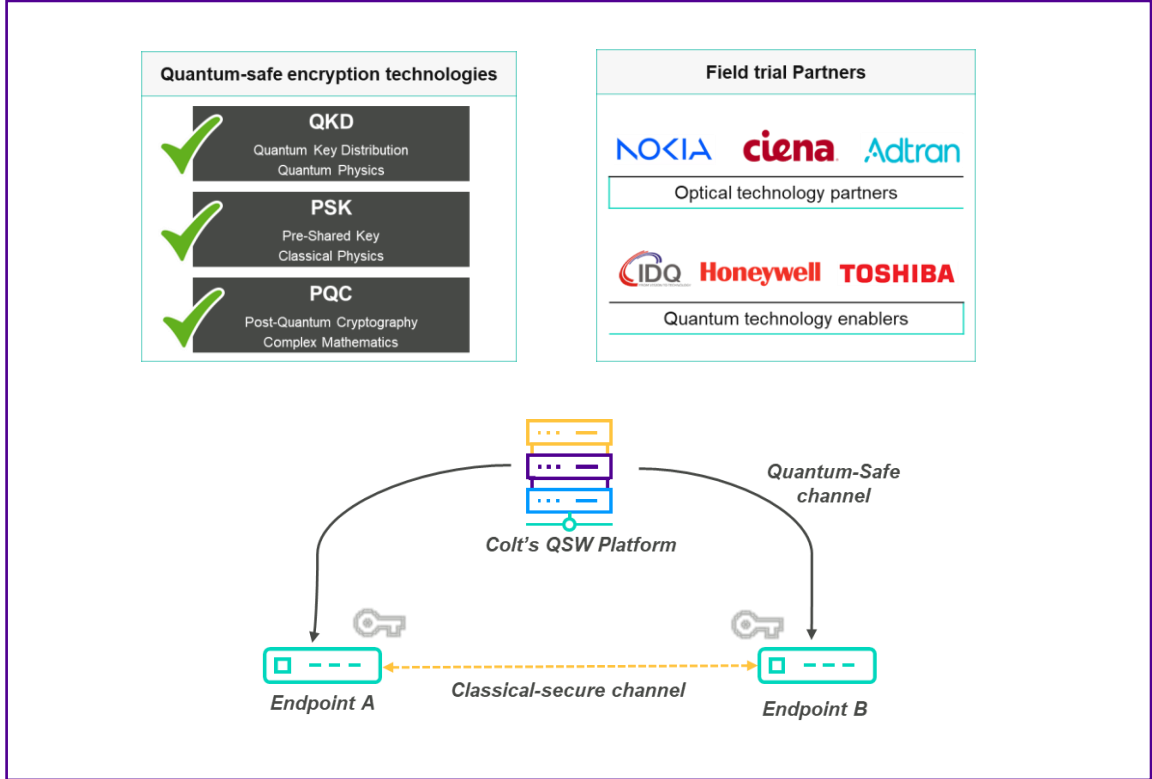 Quantum-safe encryption technologies
QKD
Quantum Key Distribution
Quantum Physics
PSK
Pre-Shared Key
Classical Physics
PQC
Post-Quantum Cryptography
Complex Mathematics
Field trial Partners
NOKIA ciena Adtran
Optical technology partners
IDQ Honeywell TOSHIBA
Quantum technology enablers
Quantum-Safe
channel
Colt's QSW Platform
Classical-secure channel
Endpoint A
Endpoint B